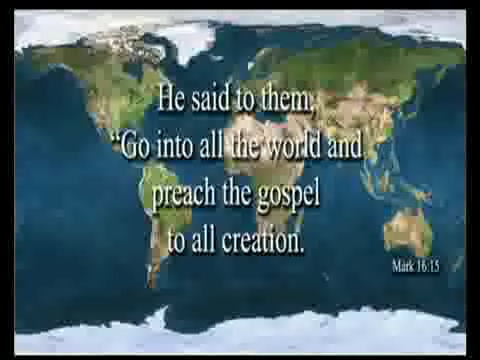 He said to them,
“Go into all the world and
preach the gospel
to all creation.
Mark 16:15